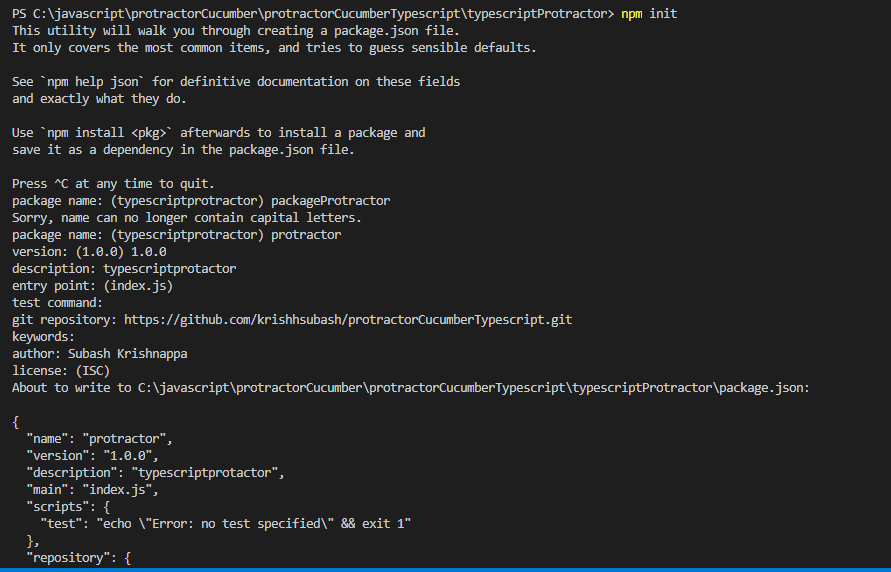 PS C:\javascript\protractorCucumber\protractorCucumberTypescript\typescriptProtractor> npm init
This utility will walk you through creating a package.json file.
It only covers the most common items, and tries to guess sensible defaults.
See `npm help json` for definitive documentation on these fields
and exactly what they do.
Use `npm install <pkg>` afterwards to install a package and
save it as a dependency in the package.json file.
Press ^C at any time to quit.
package name: (typescriptprotractor) packageProtractor
Sorry, name can no longer contain capital letters.
package name: (typescriptprotractor) protractor
version: (1.0.0) 1.0.0
description: typescriptprotactor
entry point: (index.js)
test command:
git repository: https://github.com/krishhsubash/protractorCucumberTypescript.git
keywords:
author: Subash Krishnappa
license: (ISC)
About to write to C:\javascript\protractorCucumber\protractorCucumberTypescript\typescriptProtractor\package.json:
{
  "name": "protractor",
  "version": "1.0.0",
  "description": "typescriptprotactor",
  "main": "index.js",
  "scripts": {
    "test": "echo \"Error: no test specified\" && exit 1"
  },
  "repository": {